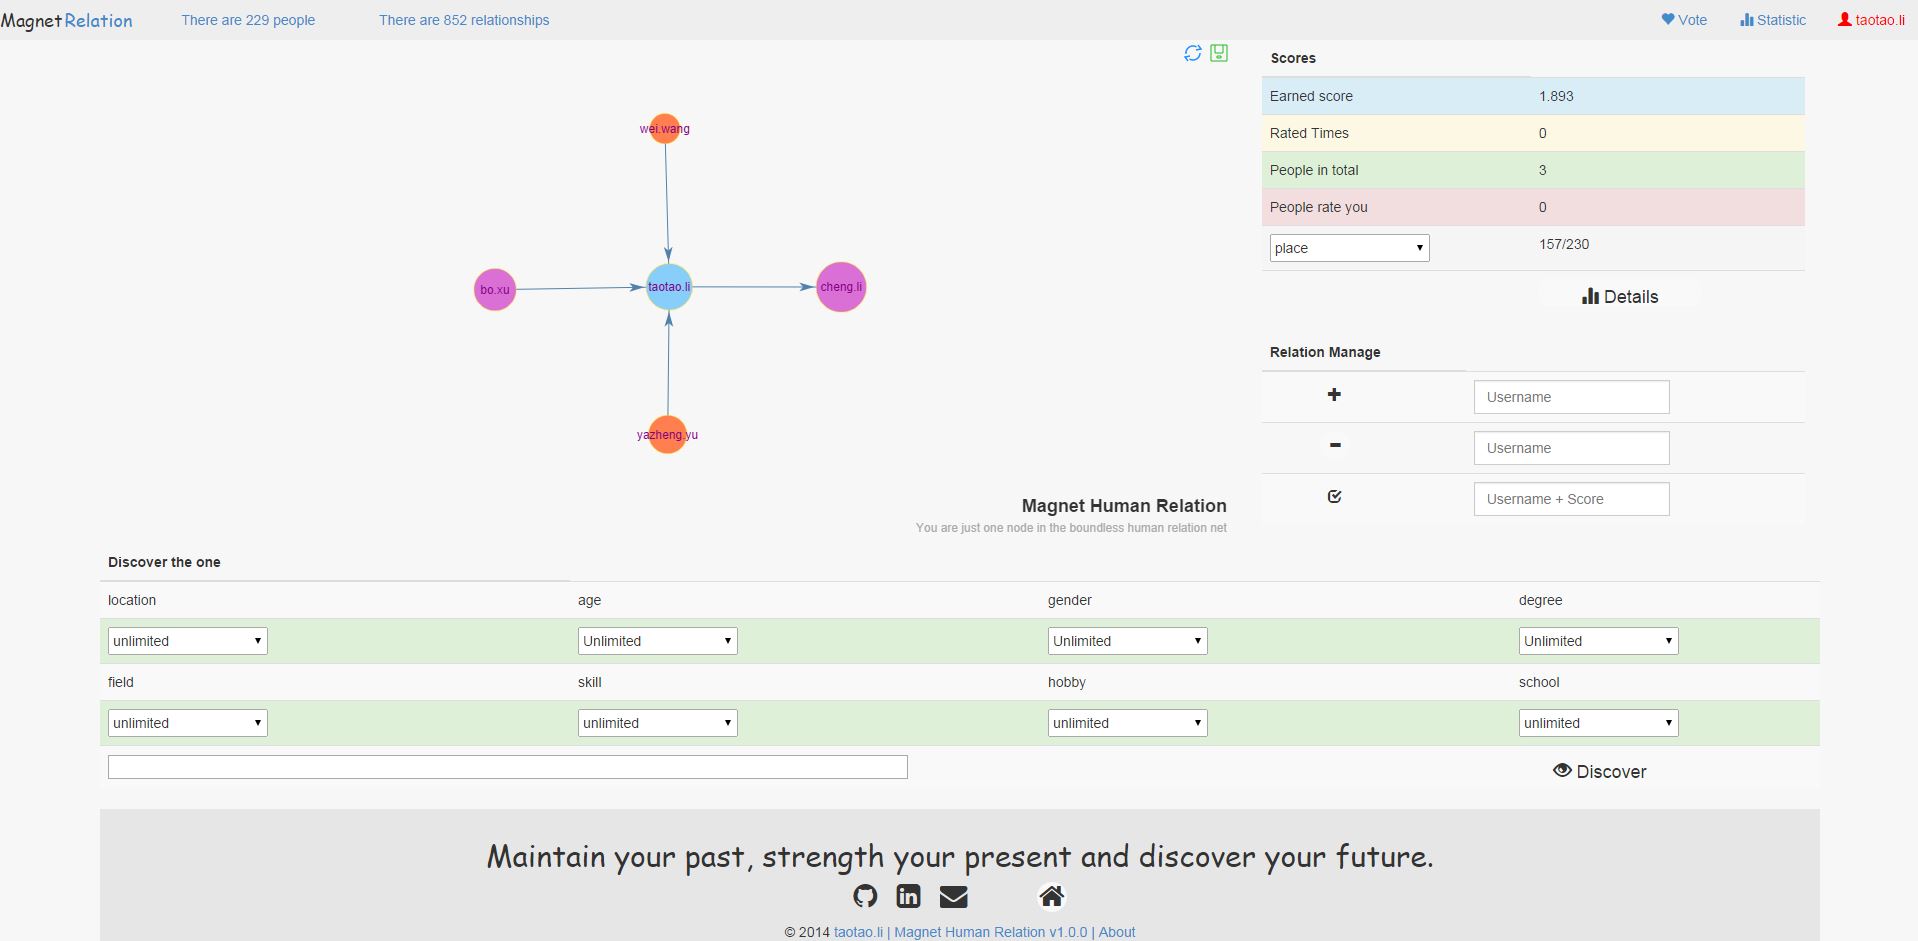 MagnetRelation There are 229 people There are 852 relationships Vote Statistic taotao.li
wei.wang
bo.xu taotao.li cheng.li
yazheng.yu
Magnet Human Relation
You are just one node in the boundless human relation net
Scores
Earned score 1.893
Rated Times 0
People in total 3
People rate you 0
place 157/230
Details
Relation Manage
Username
Username
Username + Score
Discover the one
location age gender degree
unlimited Unlimited Unlimited Unlimited
field skill hobby school
unlimited unlimited unlimited unlimited
Discover
Maintain your past, strength your present and discover your future.
© 2014 taotao.li | Magnet Human Relation v1.0.0 | About